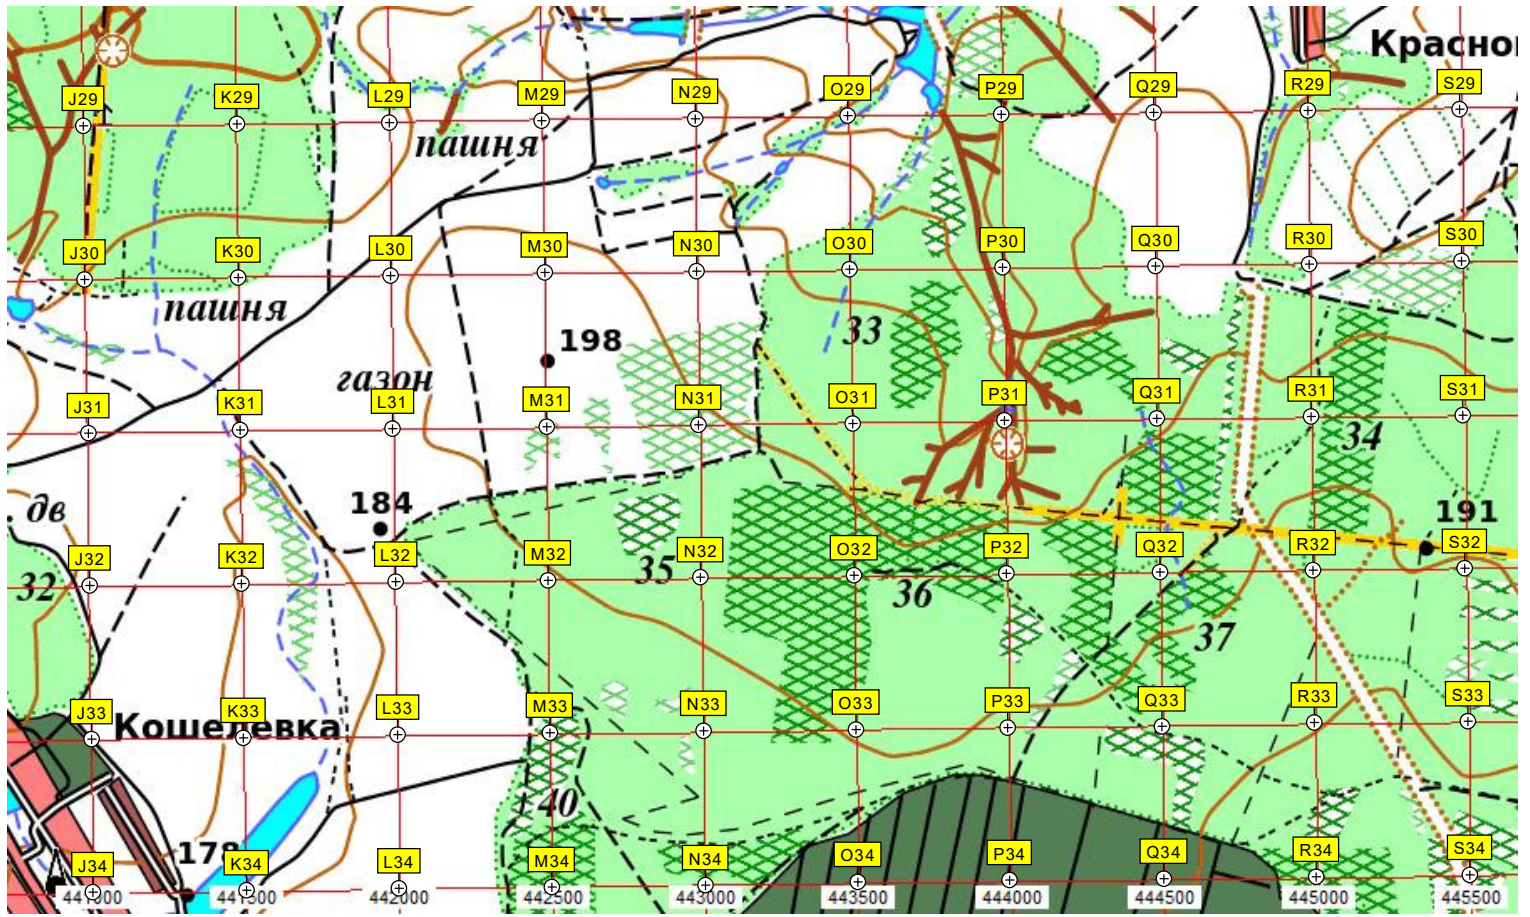 Красно
J29 K29 L29 M29 N29 O29 P29 Q29 R29 S29
пашня
J30 K30 L30 M30 N30 O30 P30 Q30 R30 S30
пашня
198
33
газон
J31 K31 L31 M31 N31 O31 P31 Q31 R31 S31
34
дв
184
191
J32 K32 L32 M32 N32 O32 P32 Q32 R32 S32
32
35
36
37
J33 K33 L33 M33 N33 O33 P33 Q33 R33 S33
Кошелевка
40
178
J34 K34 L34 M34 N34 O34 P34 Q34 R34 S34
441000 441500 442000 442500 443000 443500 444000 444500 445000 445500